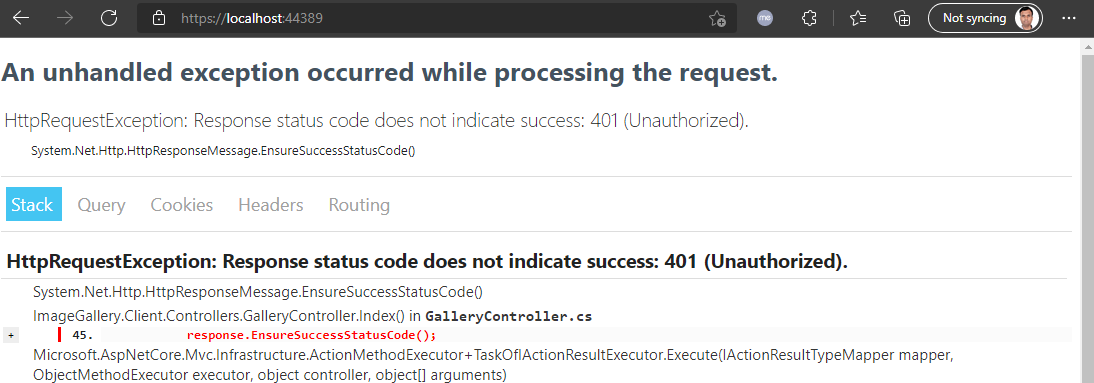 https://localhost:44389
me
Not syncing
An unhandled exception occurred while processing the request.
HttpRequestException: Response status code does not indicate success: 401 (Unauthorized).
System.Net.Http.HttpResponseMessage.EnsureSuccessStatusCode()
Stack Query Cookies Headers Routing
HttpRequestException: Response status code does not indicate success: 401 (Unauthorized).
System.Net.Http.HttpResponseMessage.EnsureSuccessStatusCode()
ImageGallery.Client.Controllers.GalleryController.Index() in GalleryController.cs
+ 45. response.EnsureSuccessStatusCode();
Microsoft.AspNetCore.Mvc.Infrastructure.ActionMethodExecutor+TaskOfIActionResultExecutor.Execute(IActionResultTypeMapper mapper,
ObjectMethodExecutor executor, object controller, object[] arguments)